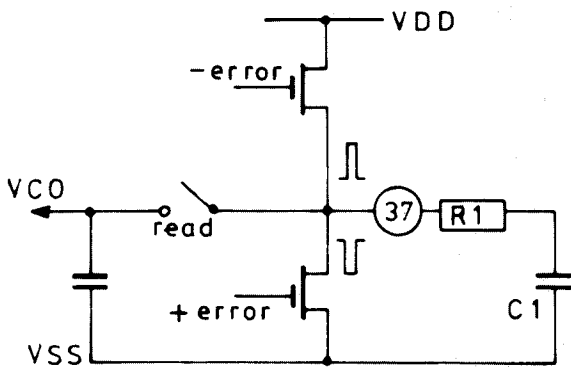 VDD
-error
VCO
read
37
R1
+error
C1
VSS